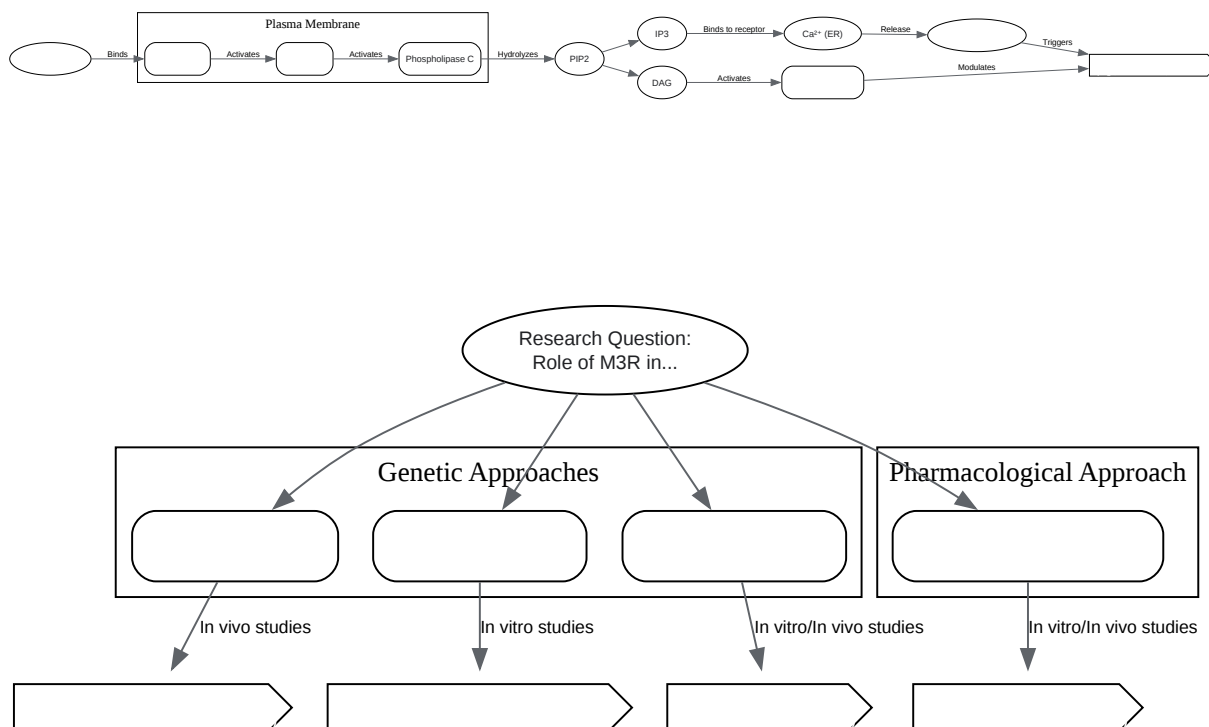 Plasma Membrane
Binds
Activates
Activates
Phospholipase C
Hydrolyzes
PIP2
IP3
Binds to receptor
Ca²⁺ (ER)
Release
Triggers
DAG
Activates
Modulates
Research Question:
Role of M3R in...
Genetic Approaches
Pharmacological Approach
In vivo studies
In vitro studies
In vitro/In vivo studies
In vitro/In vivo studies